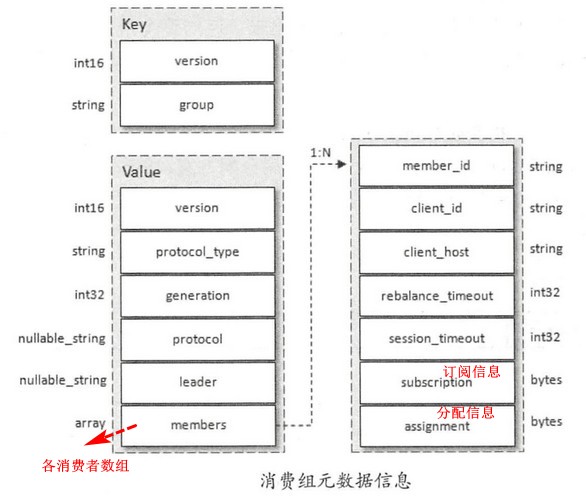 Key
int16 version
string group
Value
int16 version
string protocol_type
int32 generation
nullable_string protocol
nullable_string leader
array members
各消费者数组
1:N
member_id string
client_id string
client_host string
rebalance_timeout int32
session_timeout int32
订阅信息
subscription bytes
分配信息
assignment bytes
消费组元数据信息